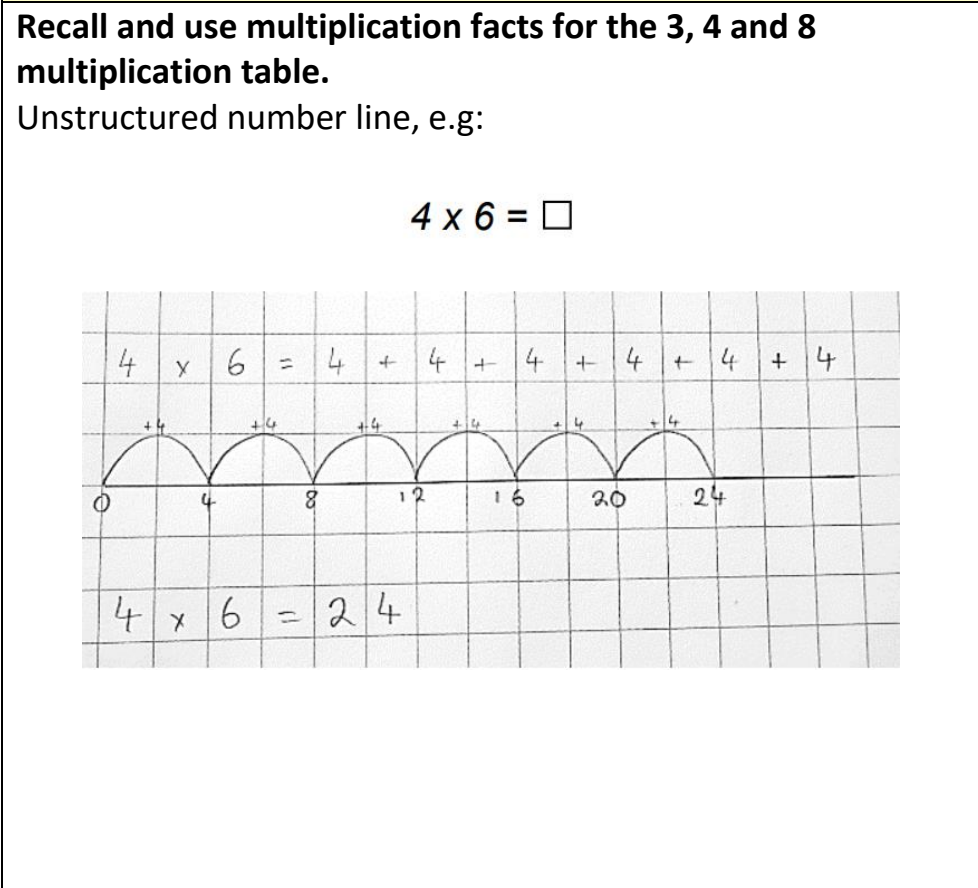 Recall and use multiplication facts for the 3, 4 and 8
multiplication table.
Unstructured number line, e.g:
4 x 6 = □
4 x 6 = 4 + 4 + 4 + 4 + 4 + 4
+4 +4 +4 +4 +4 +4
0 4 8 12 16 20 24
4 x 6 = 24